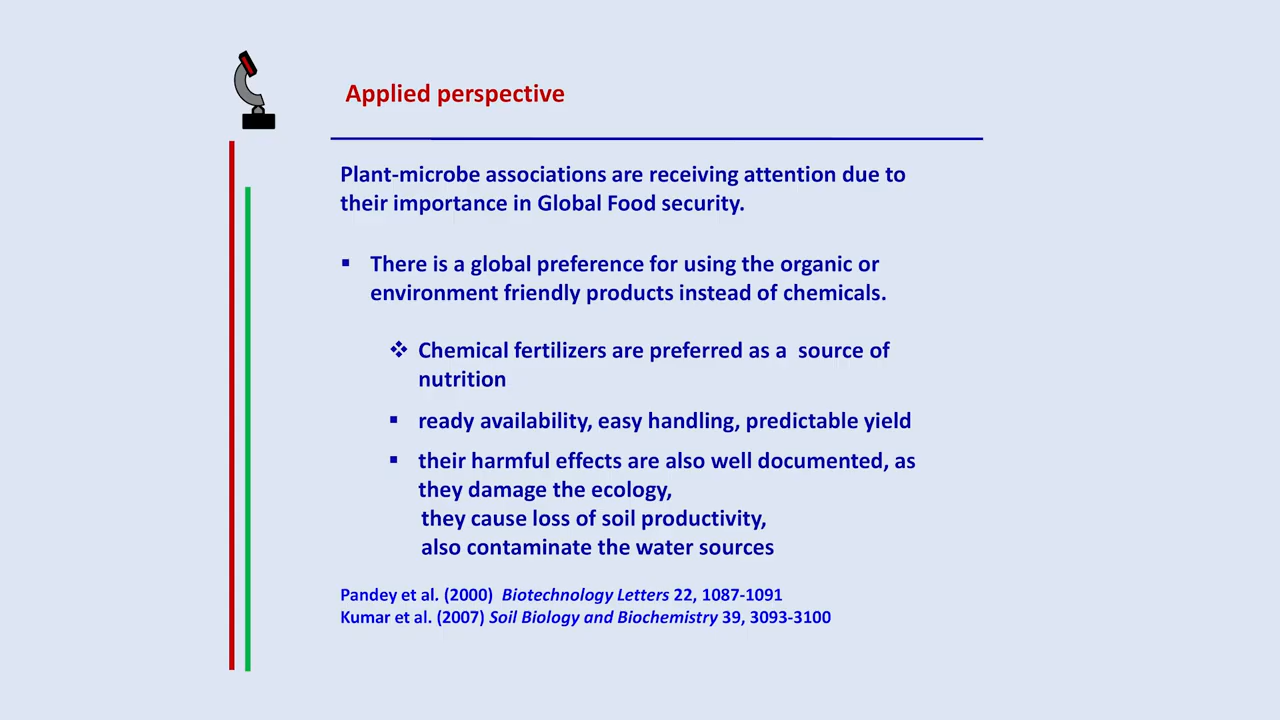 Applied perspective
Plant-microbe associations are receiving attention due to
their importance in Global Food security.
▪ There is a global preference for using the organic or
environment friendly products instead of chemicals.
❖ Chemical fertilizers are preferred as a  source of
nutrition
▪ ready availability, easy handling, predictable yield
▪ their harmful effects are also well documented, as
they damage the ecology,
they cause loss of soil productivity,
also contaminate the water sources
Pandey et al. (2000)  Biotechnology Letters 22, 1087-1091
Kumar et al. (2007) Soil Biology and Biochemistry 39, 3093-3100